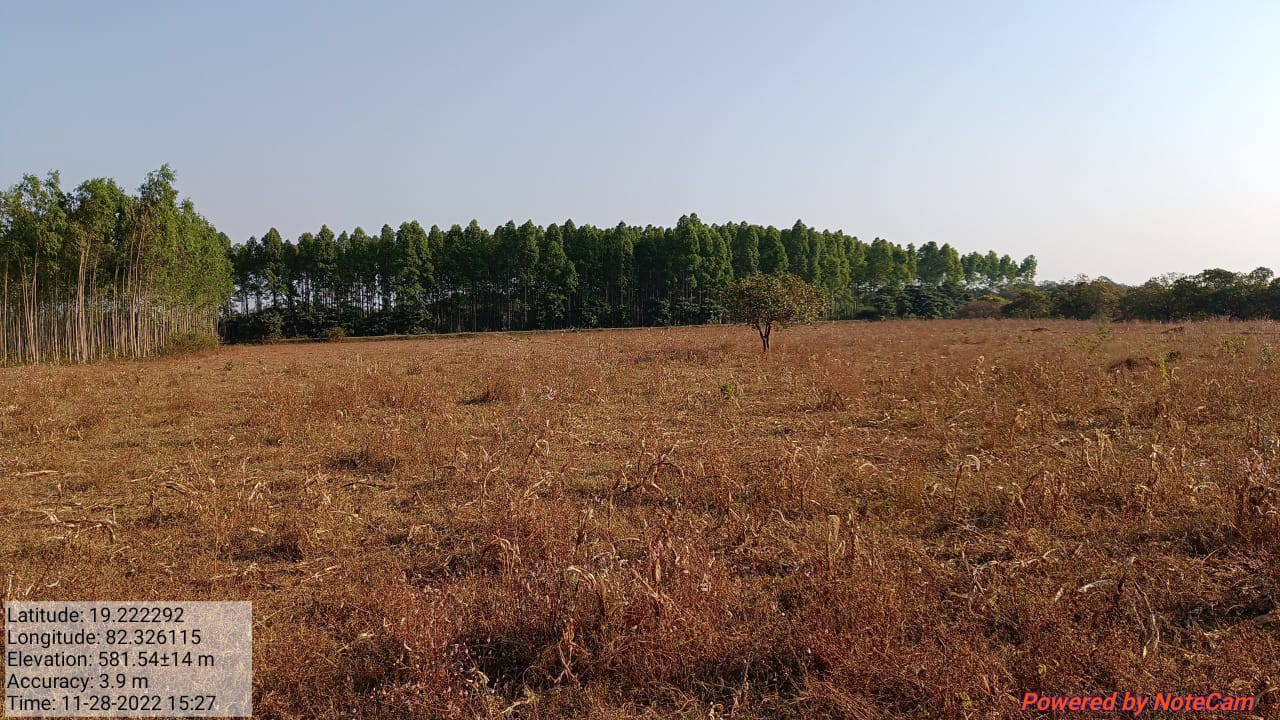 Latitude: 19.222292
Longitude: 82.326115
Elevation: 581.54±14 m
Accuracy: 3.9 m
Time: 11-28-2022 15:27
Powered by NoteCam